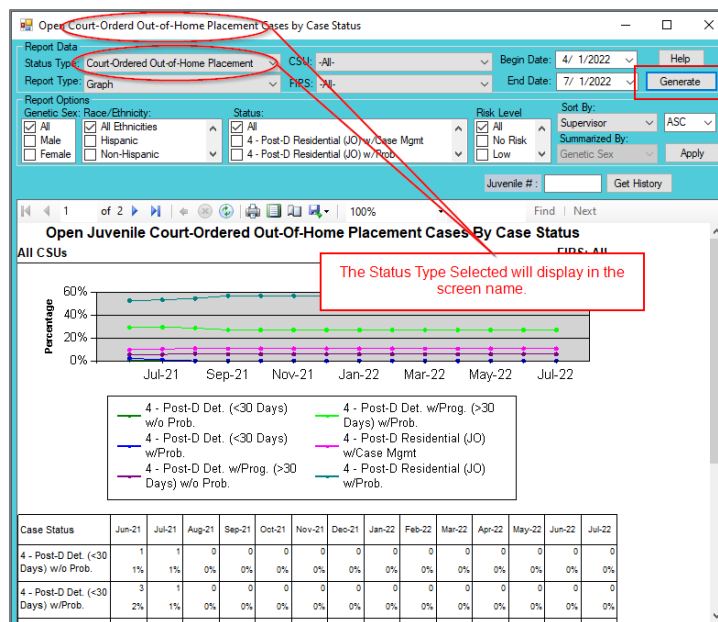 Open Court-Orderd Out-of-Home Placement Cases by Case Status
Report Data
Status Type: Court-Ordered Out-of-Home Placement CSU: -All- Begin Date: 4/ 1/2022 Help
Report Type: Graph FIPS: -All- End Date: 7/ 1/2022 Generate
Report Options
Genetic Sex: Race/Ethnicity: Status: Risk Level Sort By:
All All Ethnicities All All Supervisor ASC
Male Hispanic 4 - Post-D Residential (JO) w/Case Mgmt No Risk Summarized By:
Female Non-Hispanic 4 - Post-D Residential (JO) w/Prob. Low Genetic Sex Apply
Juvenile # : Get History
1 of 2 100% Find | Next
Open Juvenile Court-Ordered Out-Of-Home Placement Cases By Case Status
All CSUs FIPS: All
The Status Type Selected will display in the
screen name.
Percentage
60%
40%
20%
0%
Jul-21 Sep-21 Nov-21 Jan-22 Mar-22 May-22 Jul-22
4 - Post-D Det. (<30 Days) 4 - Post-D Det. w/Prog. (>30
w/o Prob. Days) w/Prob.
4 - Post-D Det. (<30 Days) 4 - Post-D Residential (JO)
w/Prob. w/Case Mgmt
4 - Post-D Det. w/Prog. (>30 4 - Post-D Residential (JO)
Days) w/o Prob. w/Prob.
Case Status Jun-21 Jul-21 Aug-21 Sep-21 Oct-21 Nov-21 Dec-21 Jan-22 Feb-22 Mar-22 Apr-22 May-22 Jun-22 Jul-22
4 - Post-D Det. (<30 1 1 0 0 0 0 0 0 0 0 0 0 0 0
Days) w/o Prob. 1% 1% 0% 0% 0% 0% 0% 0% 0% 0% 0% 0% 0% 0%
4 - Post-D Det. (<30 3 1 0 0 0 0 0 0 0 0 0 0 0 0
Days) w/Prob. 2% 1% 0% 0% 0% 0% 0% 0% 0% 0% 0% 0% 0% 0%